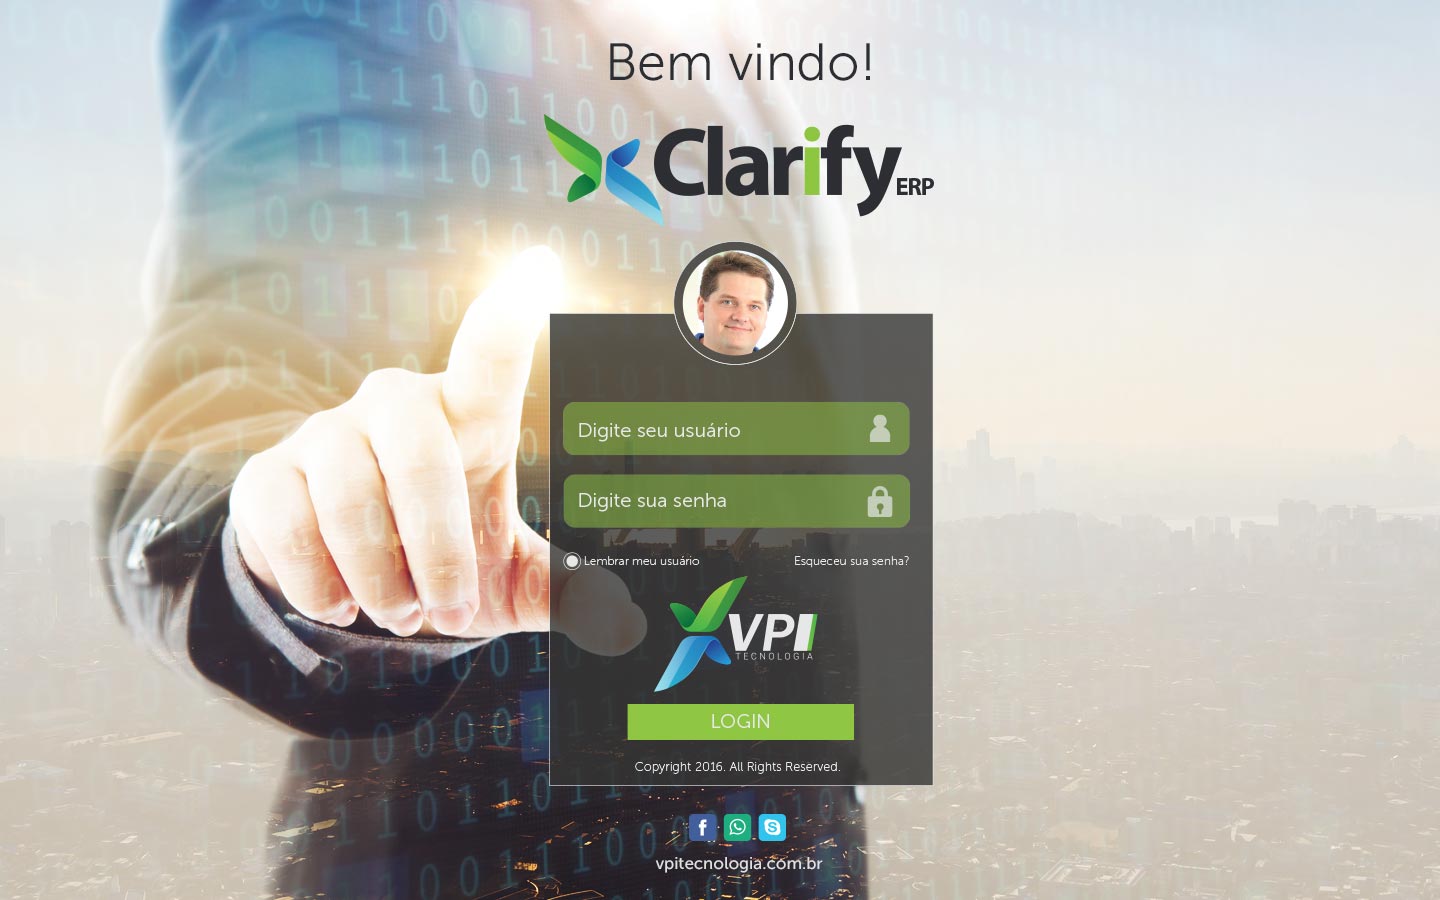 Bem vindo!
Clarify ERP
Digite seu usuário
Digite sua senha
Lembrar meu usuário
Esqueceu sua senha?
VPI
TECNOLOGIA
LOGIN
Copyright 2016. All Rights Reserved.
vpitecnologia.com.br